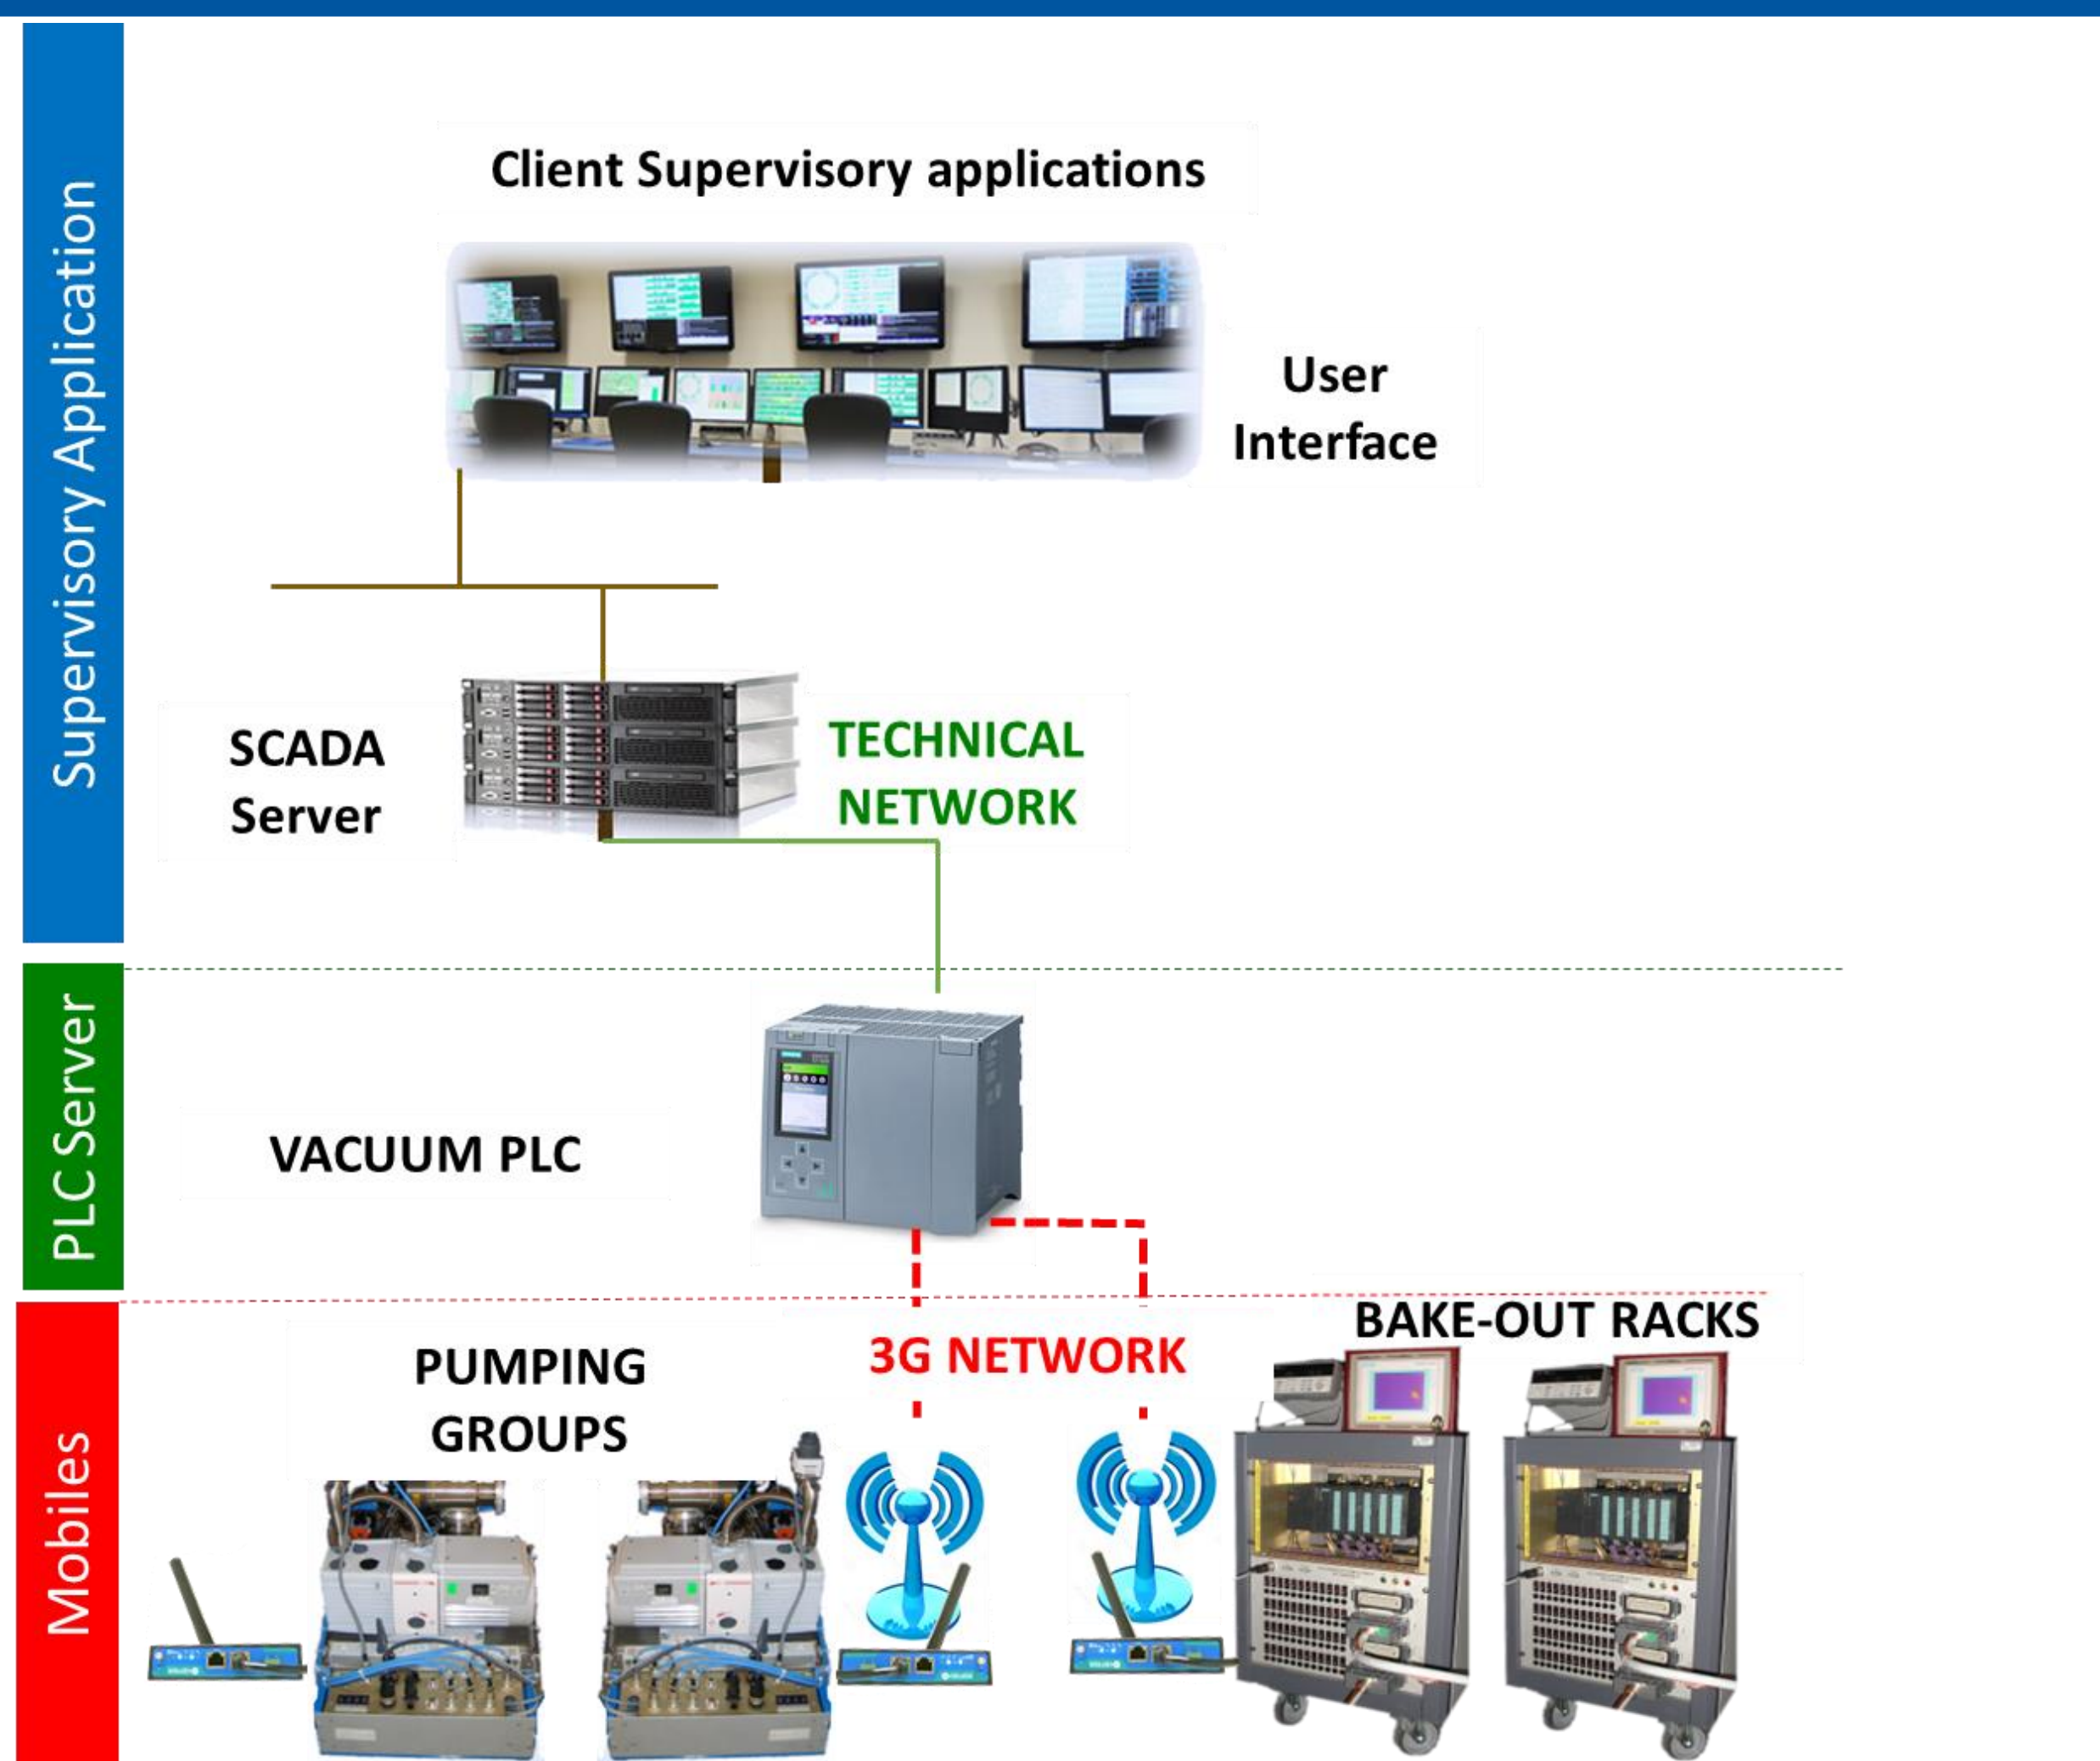 Supervisory Application
Client Supervisory applications
User
Interface
SCADA
Server
TECHNICAL
NETWORK
PLC Server
VACUUM PLC
Mobiles
PUMPING
GROUPS
3G NETWORK
BAKE-OUT RACKS